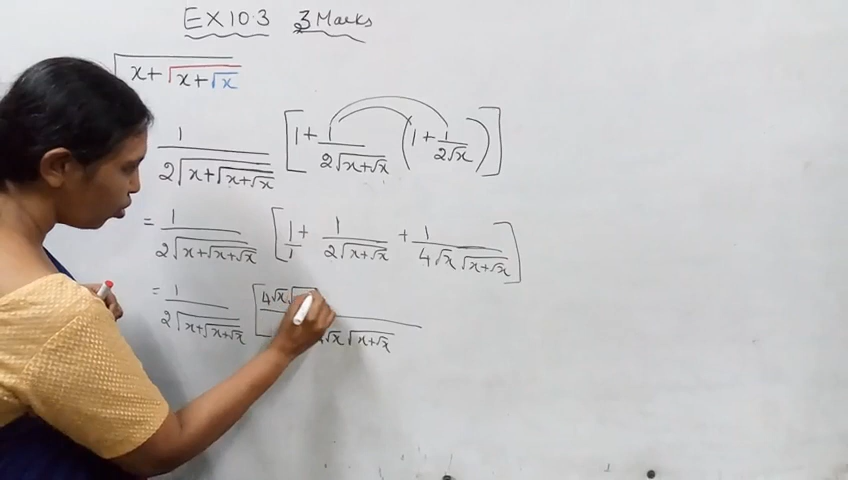 EX 10.3 3 Marks
√(x+√(x+√x))
1/(2√(x+√(x+√x))) [1+1/(2√(x+√x)) (1+1/(2√x))]
= 1/(2√(x+√(x+√x))) [1/1+1/(2√(x+√x))+1/(4√x√(x+√x))]
= 1/(2√(x+√(x+√x))) [4√x√ / 4√x√(x+√x)